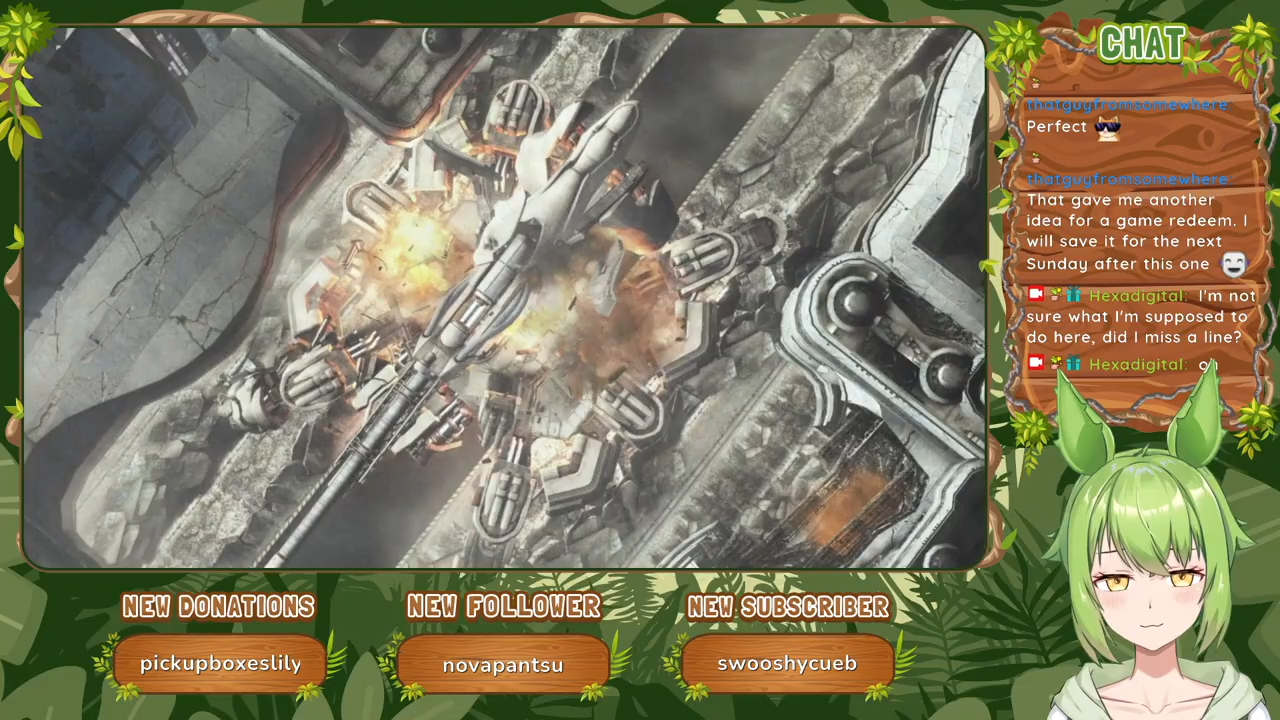 CHAT
thatguyfromsomewhere:
Perfect
thatguyfromsomewhere:
That gave me another
idea for a game redeem. I
will save it for the next
Sunday after this one
Hexadigital: I'm not
sure what I'm supposed to
do here, did I miss a line?
Hexadigital: oh
NEW DONATIONS
NEW FOLLOWER
NEW SUBSCRIBER
pickupboxeslily
novapantsu
swooshycueb